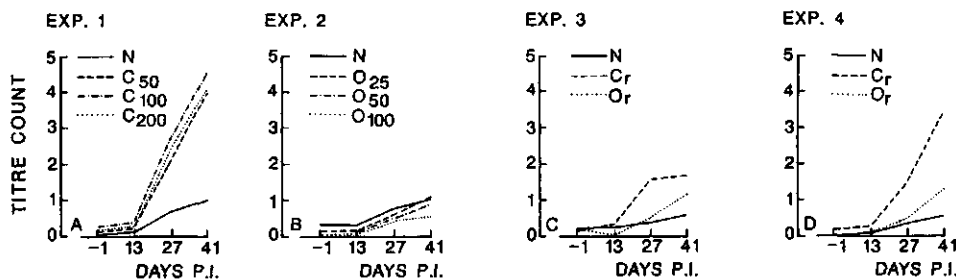 EXP. 1
EXP. 2
EXP. 3
EXP. 4
TITRE COUNT
5
4
3
2
1
0
N
C50
C100
C200
A
-1 13 27 41
DAYS P.I.
5
4
3
2
1
0
N
O25
O50
O100
B
-1 13 27 41
DAYS P.I.
5
4
3
2
1
0
N
Cr
Or
C
-1 13 27 41
DAYS P.I.
5
4
3
2
1
0
N
Cr
Or
D
-1 13 27 41
DAYS P.I.